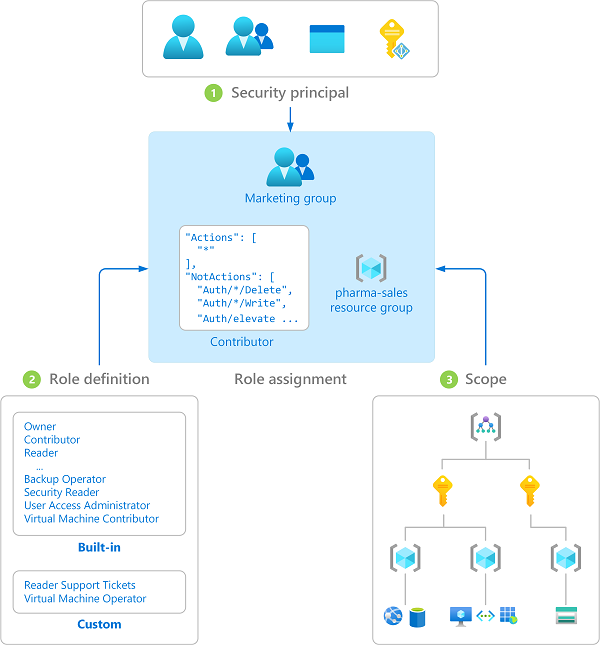 1 Security principal
Marketing group
"Actions": [
"*"
],
"NotActions": [
"Auth/*/Delete",
"Auth/*/Write",
"Auth/elevate ...
Contributor
pharma-sales
resource group
2 Role definition
Role assignment
3 Scope
Owner
Contributor
Reader
...
Backup Operator
Security Reader
User Access Administrator
Virtual Machine Contributor
Built-in
Reader Support Tickets
Virtual Machine Operator
Custom